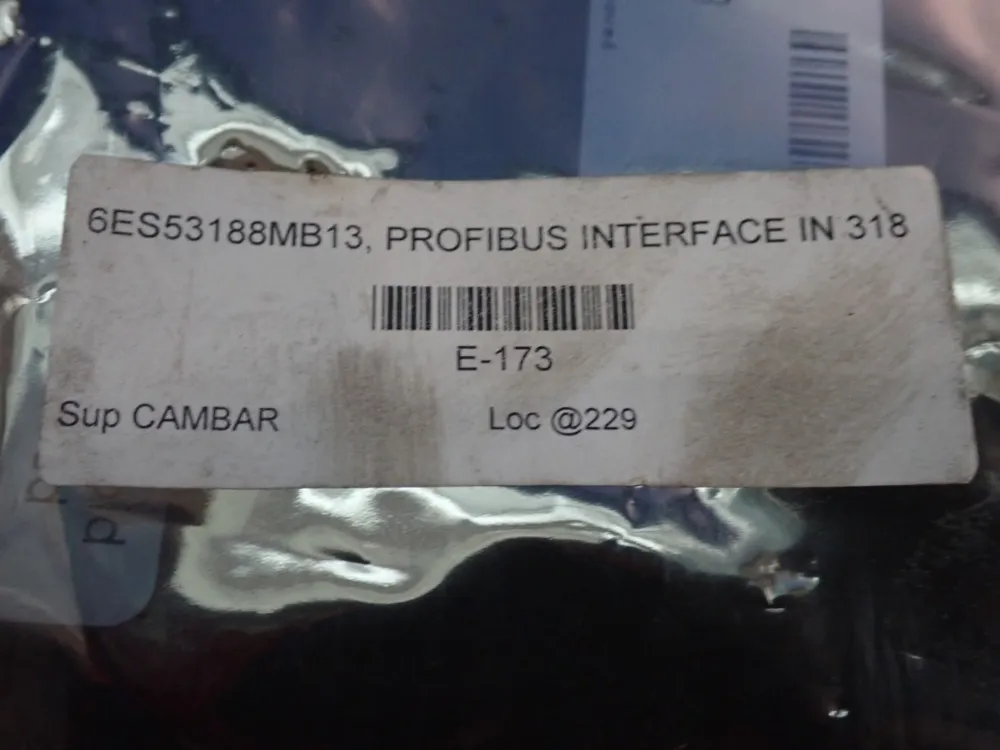 6ES53188MB13, PROFIBUS INTERFACE IN 318
E-173
Sup CAMBAR Loc @229